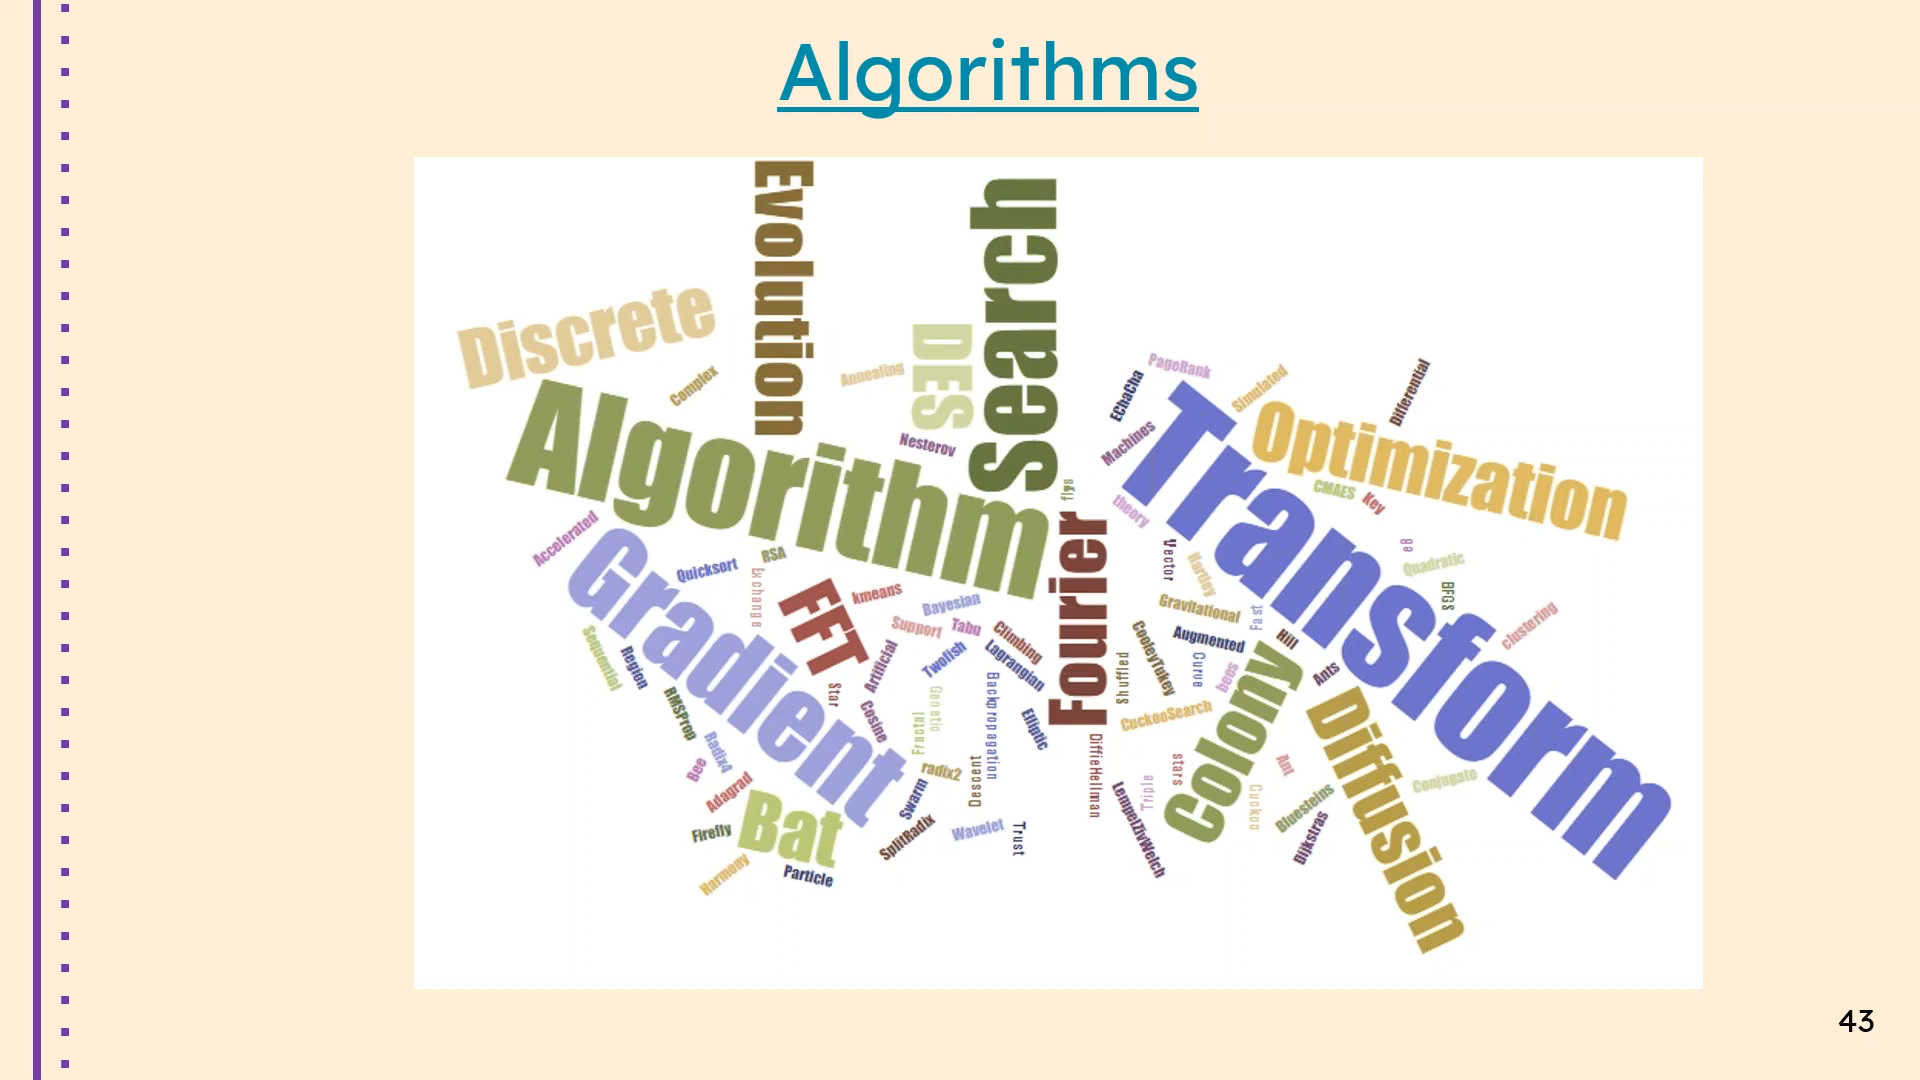 Algorithms
Evolution
Search
Discrete
DES
Complex
Annealing
PageRank
EChaCha
Simulated
Differential
Algorithm
Nesterov
Machines
Transform
Optimization
CMAES
Key
flys
theory
Accelerated
Gradient
Quicksort
RSA
Exchange
FFT
kmeans
Bayesian
Support
Tabu
Climbing
Fourier
Vector
Hartley
Gravitational
Fast
Quadratic
BFGS
clustering
Sequential
Region
RMSProp
Star
Artificial
Twofish
Lagrangian
Shuffled
CooleyTukey
Augmented
Curve
bees
Hill
Ants
Cosine
Fractal
Genetic
Backpropagation
Elliptic
CuckooSearch
Colony
Diffusion
Radix4
Bee
Adagrad
radix2
Swarm
Descent
DiffieHellman
Triple
stars
Ant
Cuckoo
Conjugate
Bluesteins
Dijkstras
Firefly
Bat
SplitRadix
Wavelet
Trust
LempelZivWelch
Harmony
Particle
43